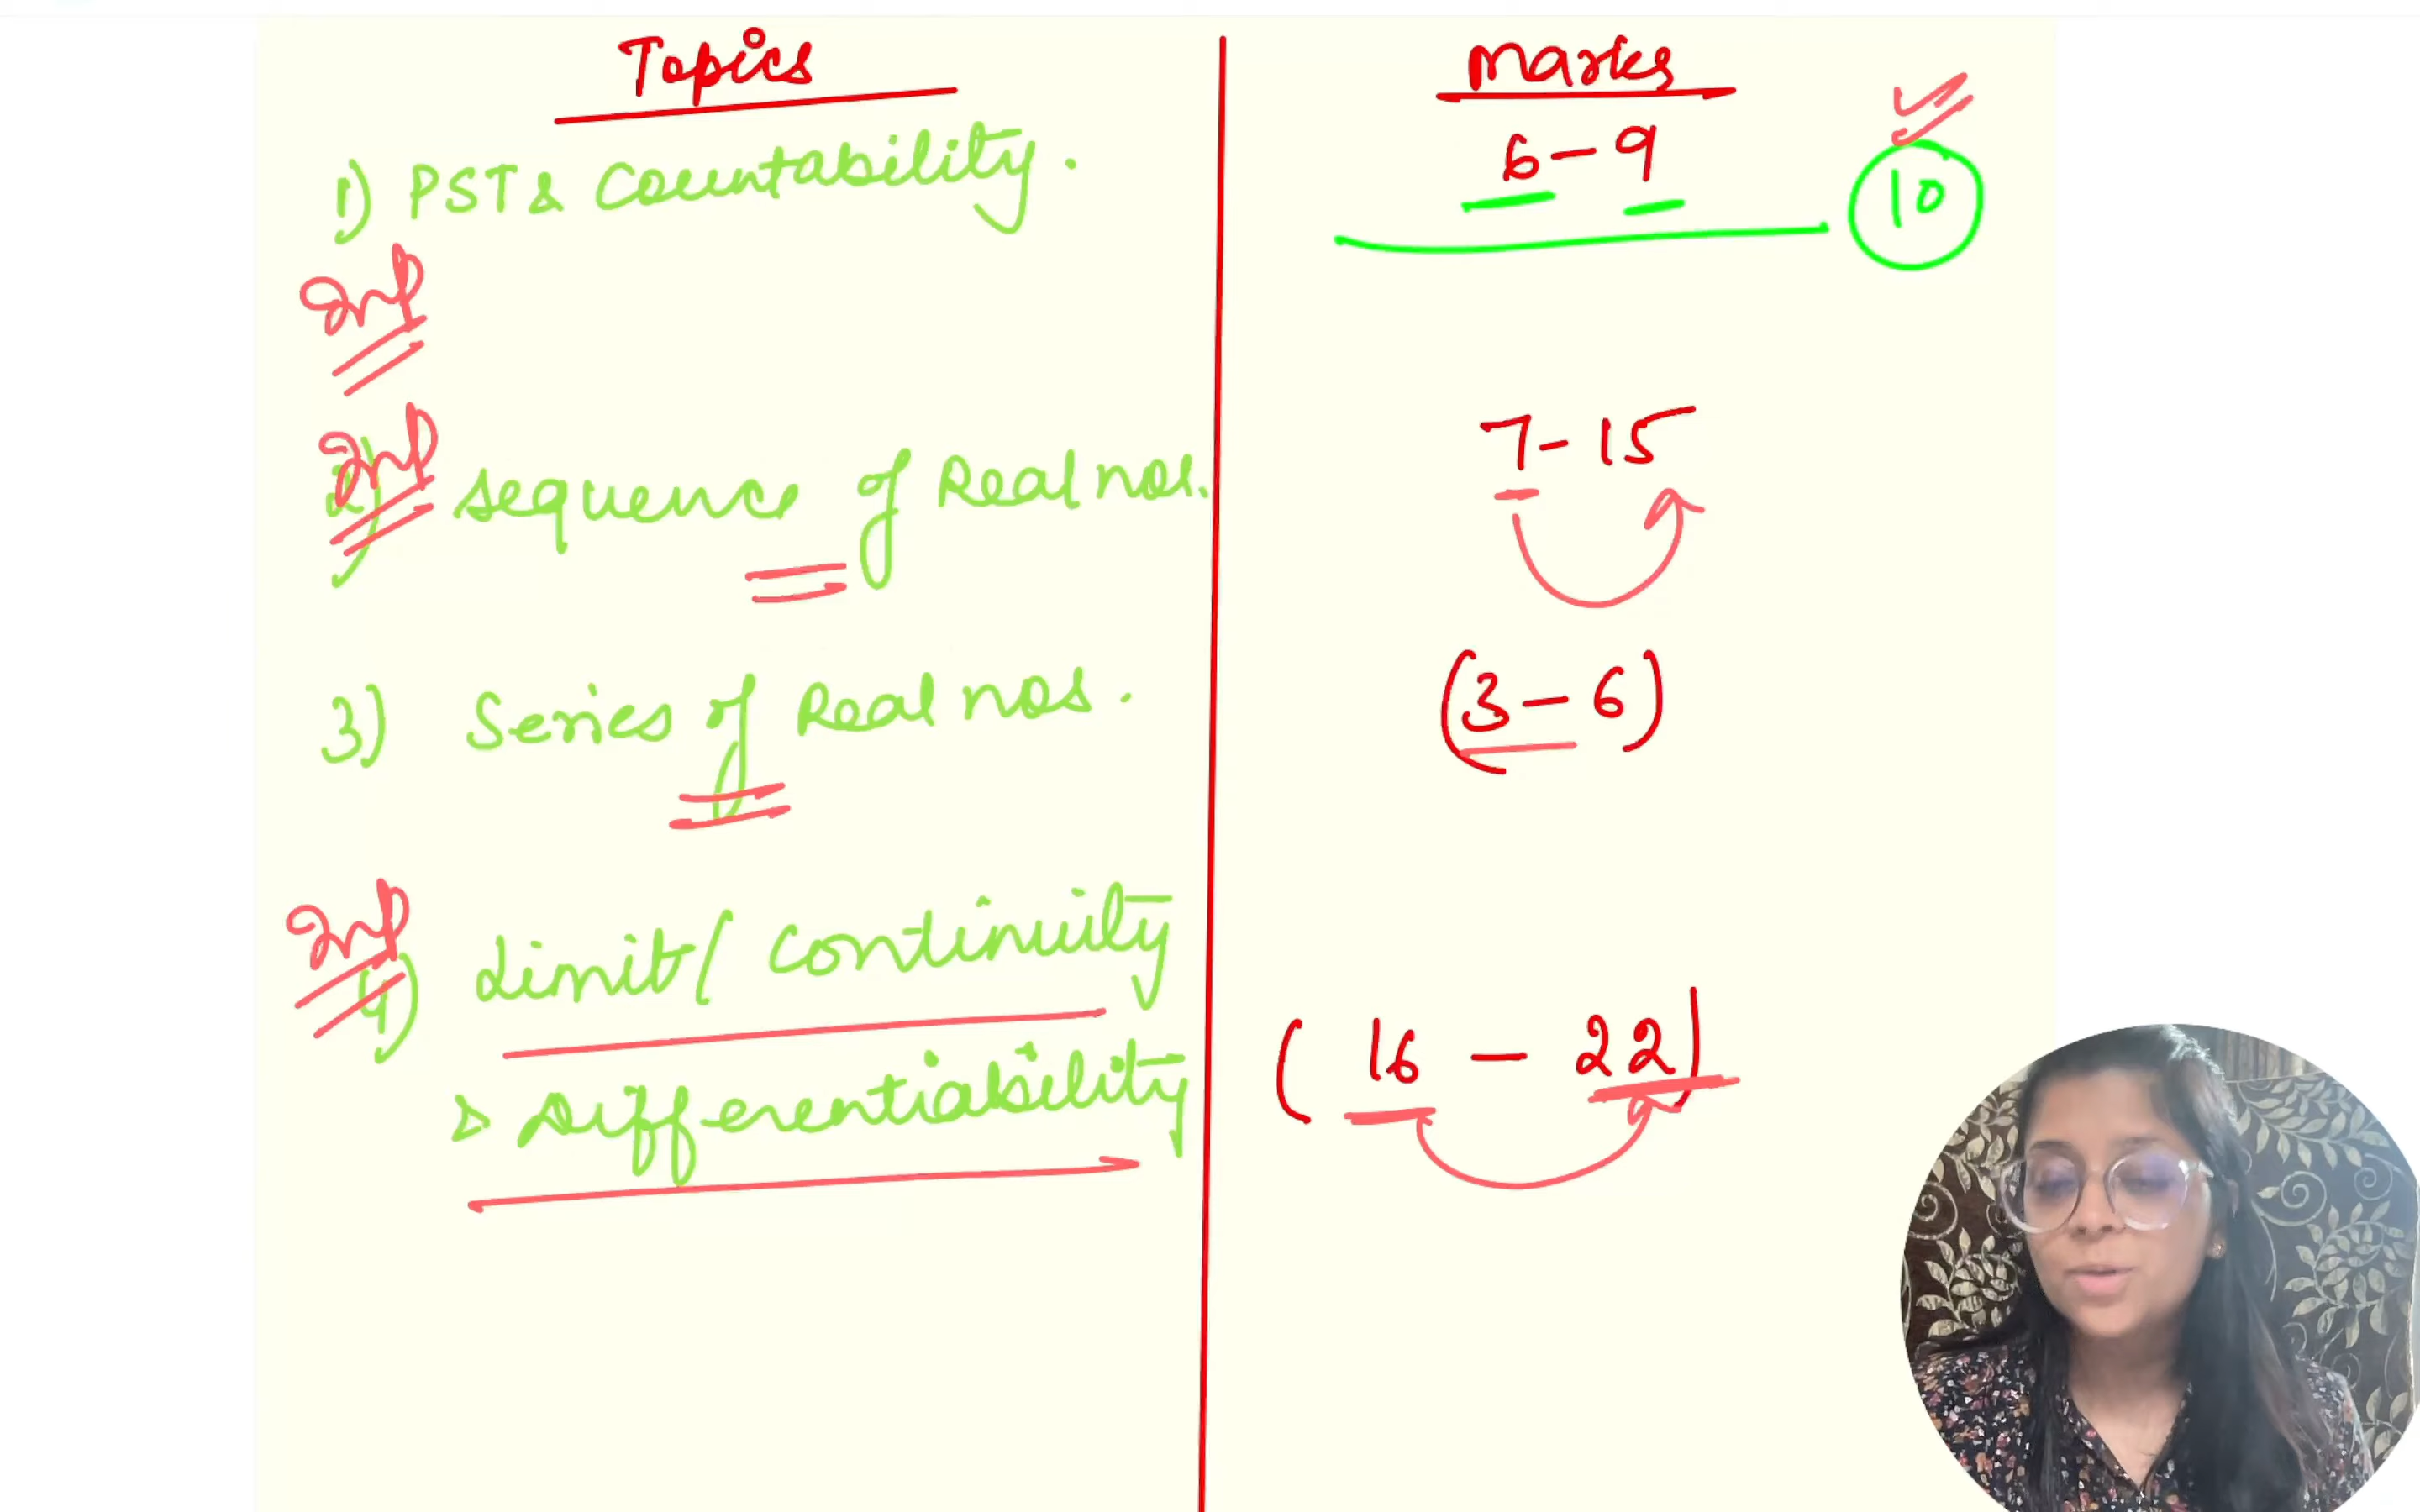 Topics
marks
1) PST & Countability.
6 - 9
10
Imp
Imp
2) sequence of Real nos.
7 - 15
3) Series of Real nos.
(3 - 6)
Imp
4) Limit/Continuity
(16 - 22)
& Differentiability